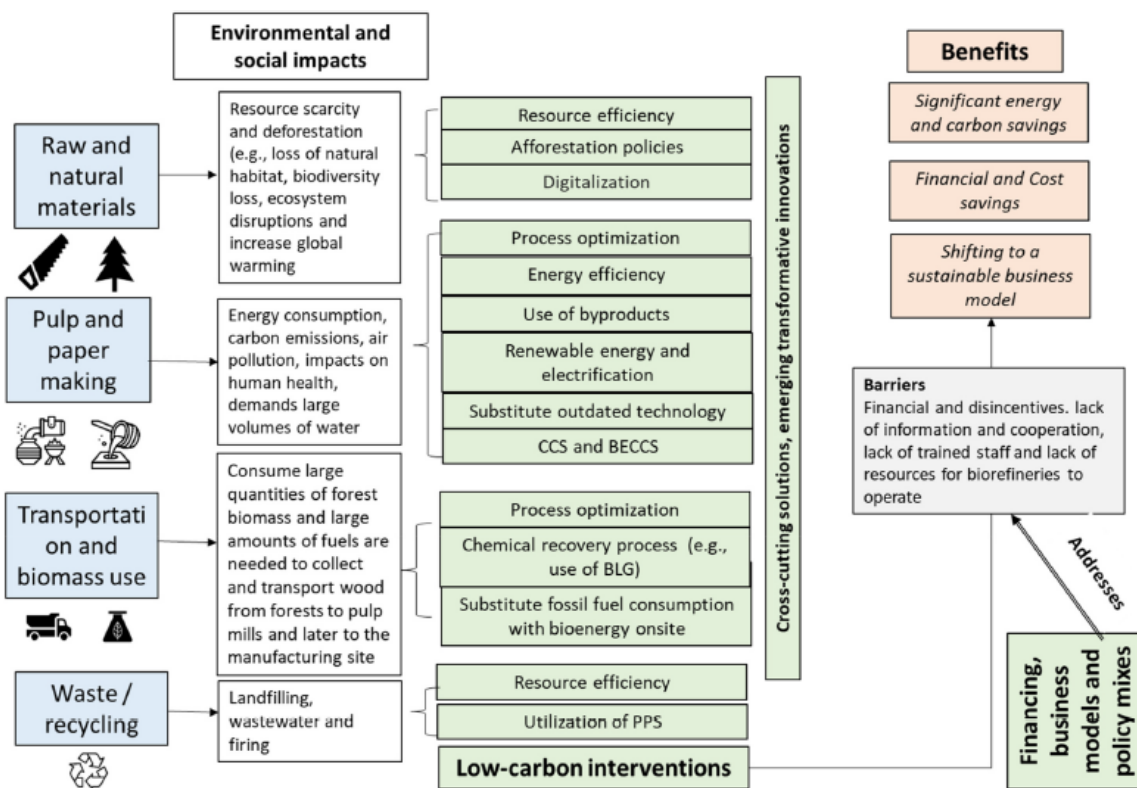 Environmental and
social impacts
Raw and
natural
materials
Resource scarcity
and deforestation
(e.g., loss of natural
habitat, biodiversity
loss, ecosystem
disruptions and
increase global
warming
Resource efficiency
Afforestation policies
Digitalization
Pulp and
paper
making
Energy consumption,
carbon emissions, air
pollution, impacts on
human health,
demands large
volumes of water
Process optimization
Energy efficiency
Use of byproducts
Renewable energy and
electrification
Substitute outdated technology
CCS and BECCS
Transportati
on and
biomass use
Consume large
quantities of forest
biomass and large
amounts of fuels are
needed to collect
and transport wood
from forests to pulp
mills and later to the
manufacturing site
Process optimization
Chemical recovery process (e.g.,
use of BLG)
Substitute fossil fuel consumption
with bioenergy onsite
Waste /
recycling
Landfilling,
wastewater and
firing
Resource efficiency
Utilization of PPS
Low-carbon interventions
Cross-cutting solutions, emerging transformative innovations
Benefits
Significant energy
and carbon savings
Financial and Cost
savings
Shifting to a
sustainable business
model
Barriers
Financial and disincentives. lack
of information and cooperation,
lack of trained staff and lack of
resources for biorefineries to
operate
Addresses
Financing,
business
models and
policy mixes